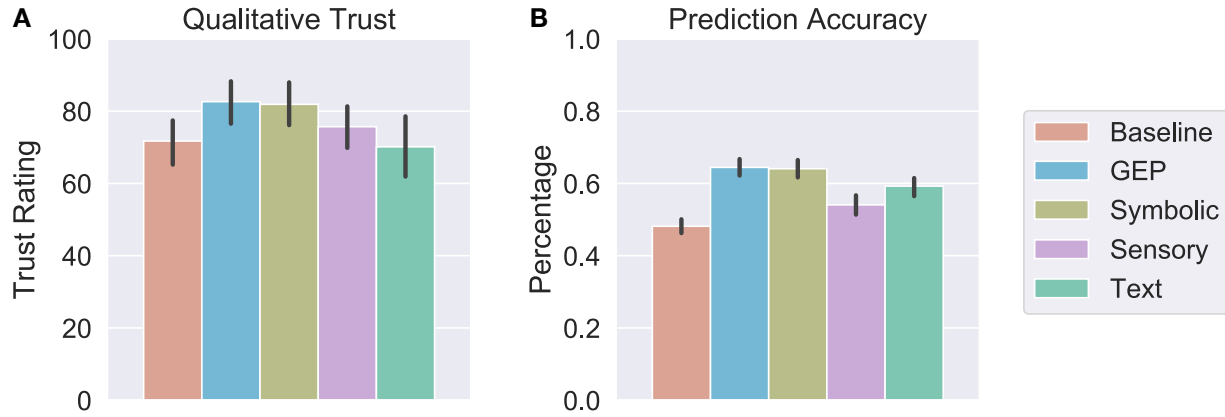 A
Qualitative Trust
Trust Rating
100
80
60
40
20
0
B
Prediction Accuracy
Percentage
1.0
0.8
0.6
0.4
0.2
0.0
Baseline
GEP
Symbolic
Sensory
Text